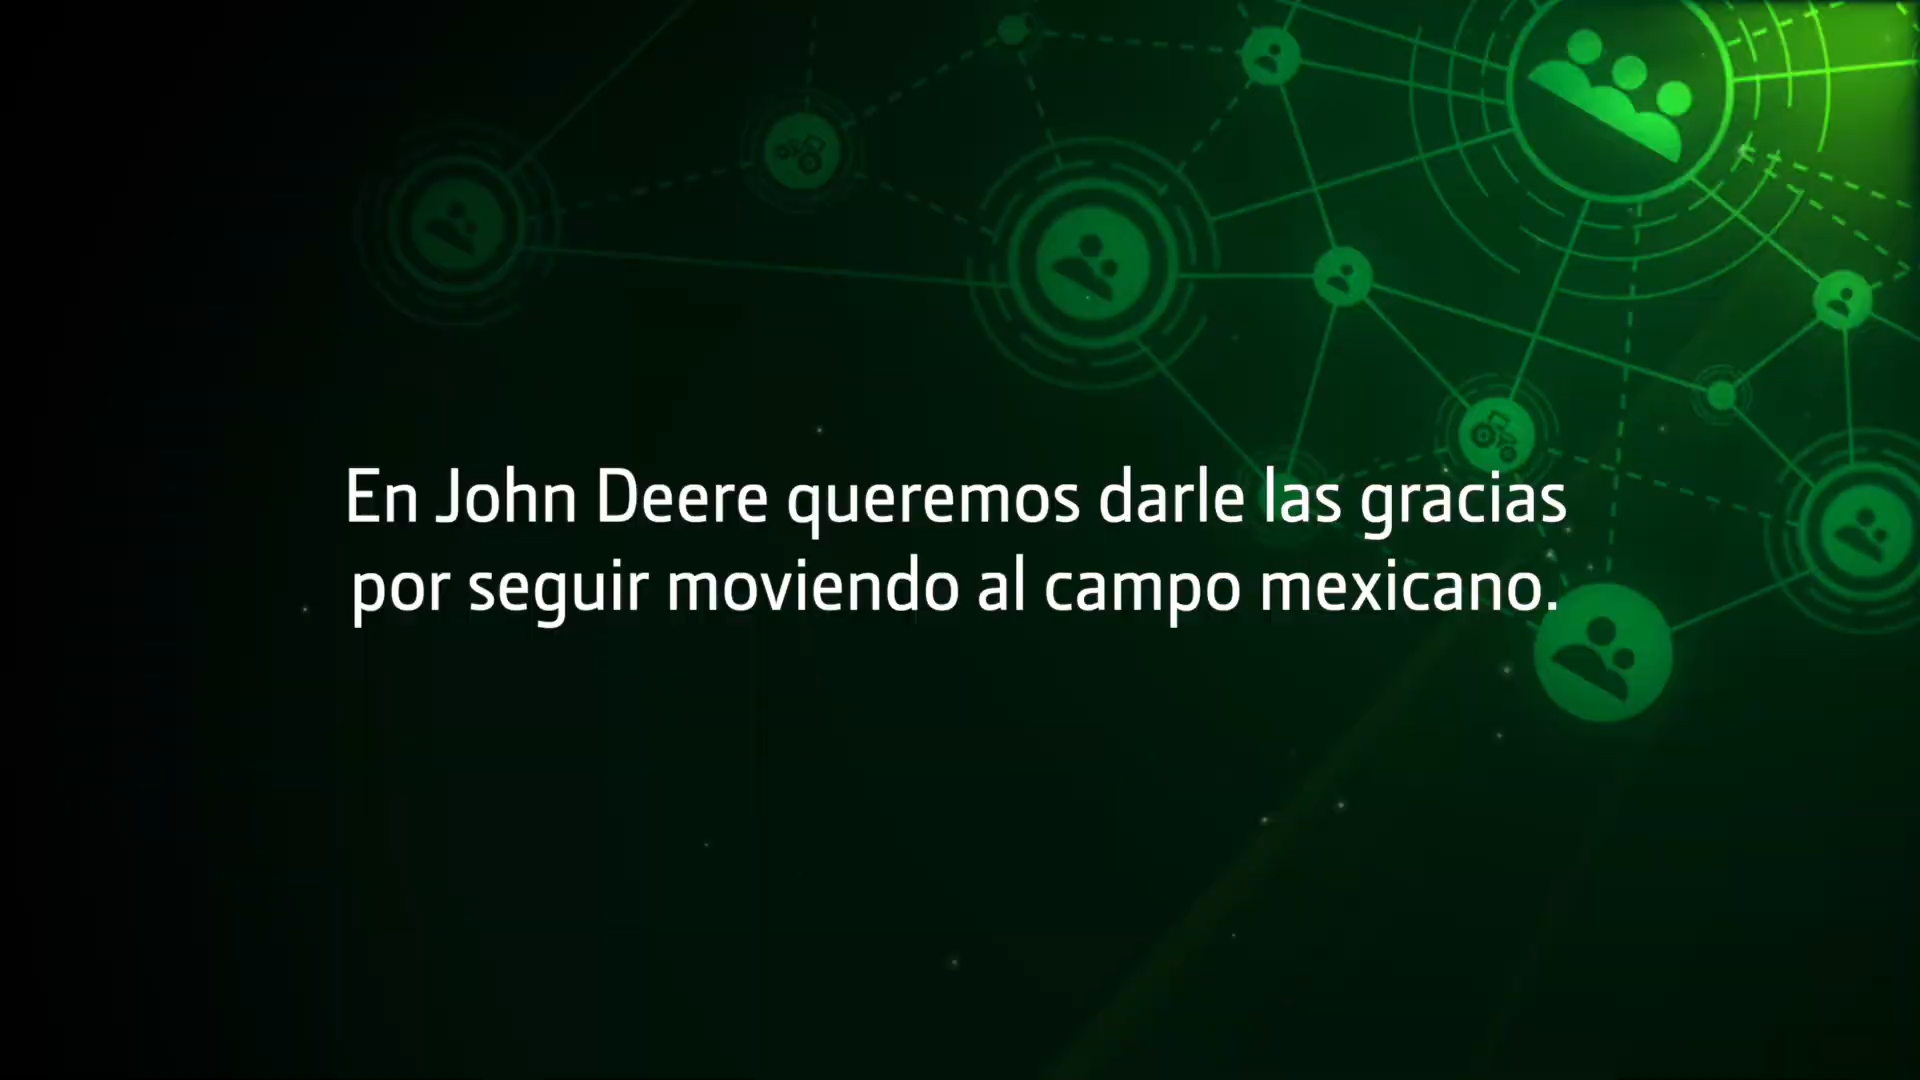 En John Deere queremos darle las gracias
por seguir moviendo al campo mexicano.